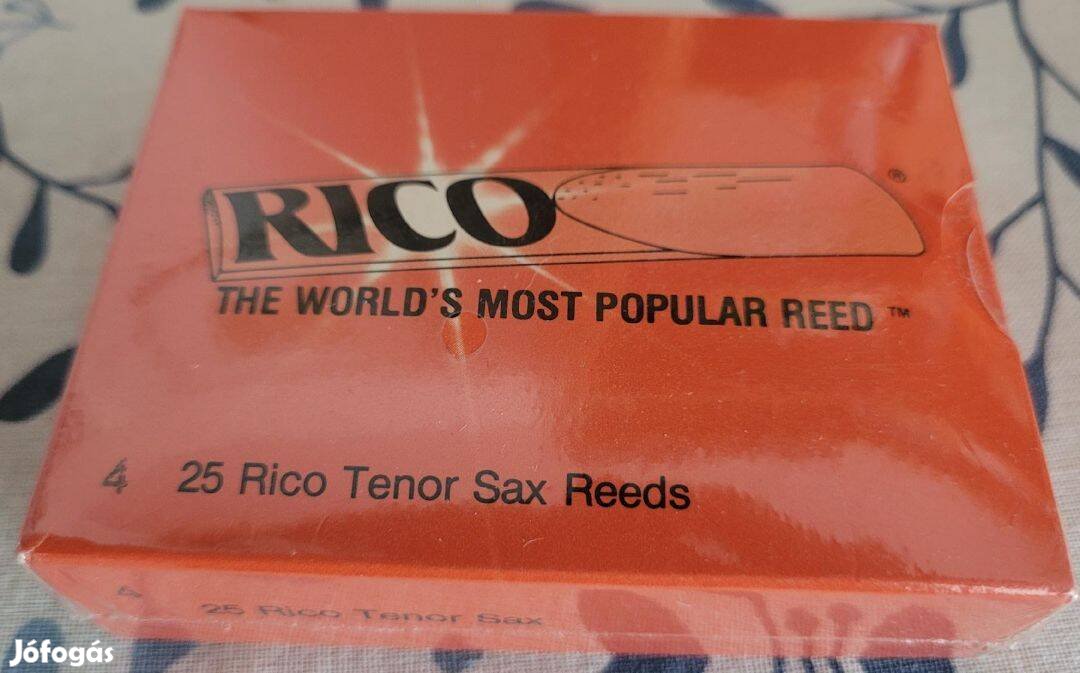 RICO ®
THE WORLD'S MOST POPULAR REED ™
4 25 Rico Tenor Sax Reeds
4 25 Rico Tenor Sax
Jófogás